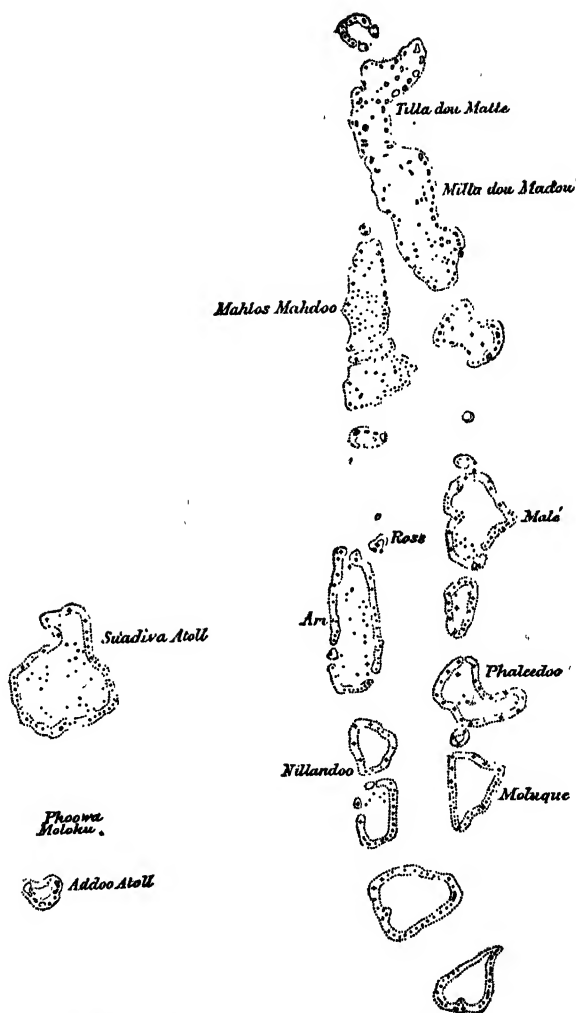 Tilla dou Matte
Milla dou Madou
Mahlos Mahdoo
Malé
Ross
Ari
Suadiva Atoll
Phaleedoo
Nillandoo
Moluque
Phoowa
Moloku.
Addoo Atoll